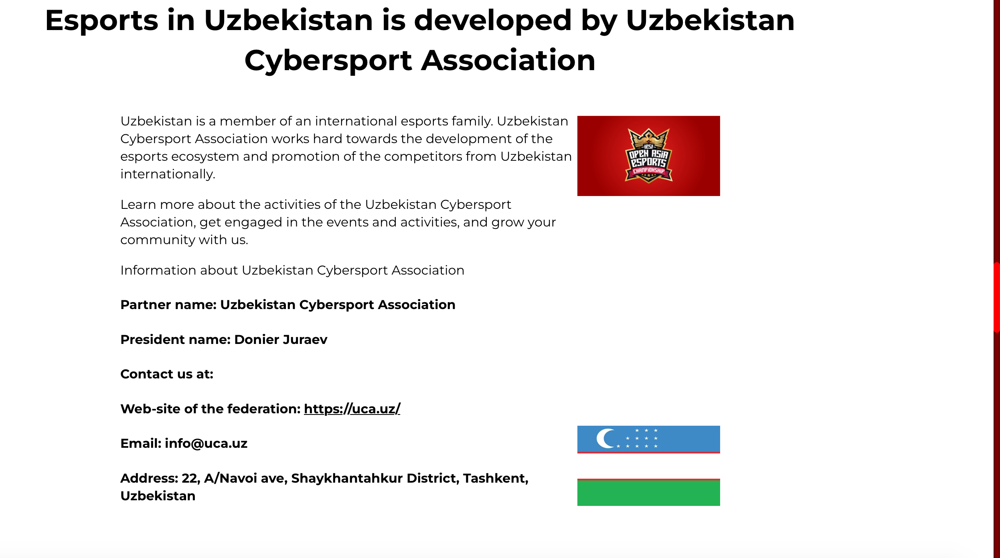 Esports in Uzbekistan is developed by Uzbekistan
Cybersport Association
Uzbekistan is a member of an international esports family. Uzbekistan
Cybersport Association works hard towards the development of the
esports ecosystem and promotion of the competitors from Uzbekistan
internationally.
IESF
OPEN ASIA
ESPORTS
CHAMPIONSHIP
Learn more about the activities of the Uzbekistan Cybersport
Association, get engaged in the events and activities, and grow your
community with us.
Information about Uzbekistan Cybersport Association
Partner name: Uzbekistan Cybersport Association
President name: Donier Juraev
Contact us at:
Web-site of the federation: https://uca.uz/
Email: info@uca.uz
Address: 22, A/Navoi ave, Shaykhantahkur District, Tashkent,
Uzbekistan